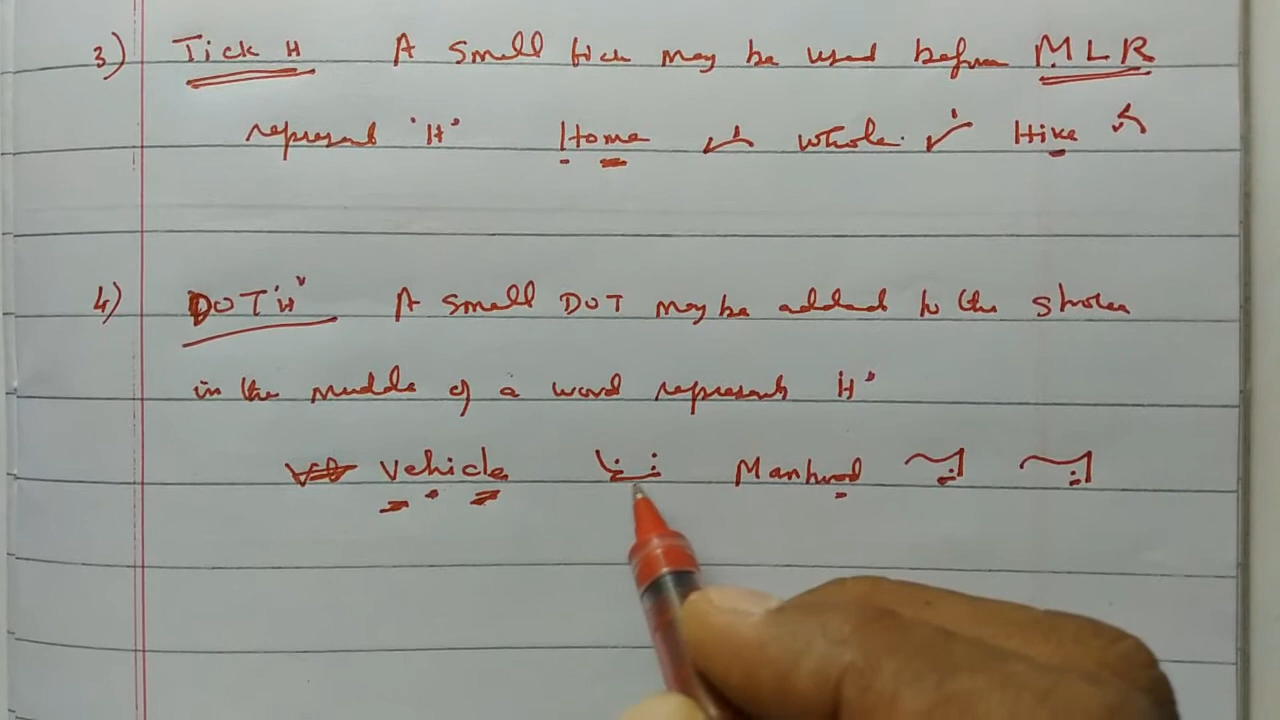 3) Tick H A small tick may be used before MLR
represent 'H' Home whole. Hike
4) DOT 'H' A small DOT may be added to the stroke
in the middle of a word represents 'H'
vehicle Manhood